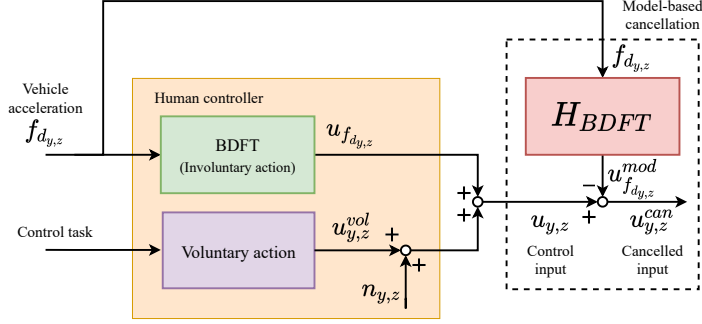 Model-based
cancellation
f_{d_{y,z}}
Vehicle
acceleration
f_{d_{y,z}}
Human controller
BDFT
(Involuntary action)
u_{f_{d_{y,z}}}
H_{BDFT}
u^{mod}_{f_{d_{y,z}}}
−
+
+
+
u_{y,z}
u^{can}_{y,z}
Control task
Voluntary action
u^{vol}_{y,z}
+
+
n_{y,z}
Control
input
Cancelled
input